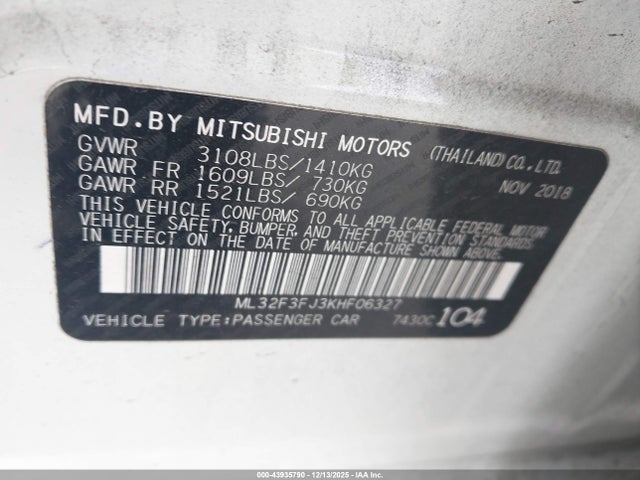 MFD.BY MITSUBISHI MOTORS (THAILAND)CO.,LTD.
GVWR 3108LBS/1410KG NOV 2018
GAWR FR 1609LBS/ 730KG
GAWR RR 1521LBS/ 690KG
THIS VEHICLE CONFORMS TO ALL APPLICABLE FEDERAL MOTOR
VEHICLE SAFETY, BUMPER, AND THEFT PREVENTION STANDARDS
IN EFFECT ON THE DATE OF MANUFACTURE SHOWN ABOVE.
ML32F3FJ3KHF06327
VEHICLE TYPE:PASSENGER CAR 7430C 104
000-43935790 - 12/13/2025 - IAAI.CA